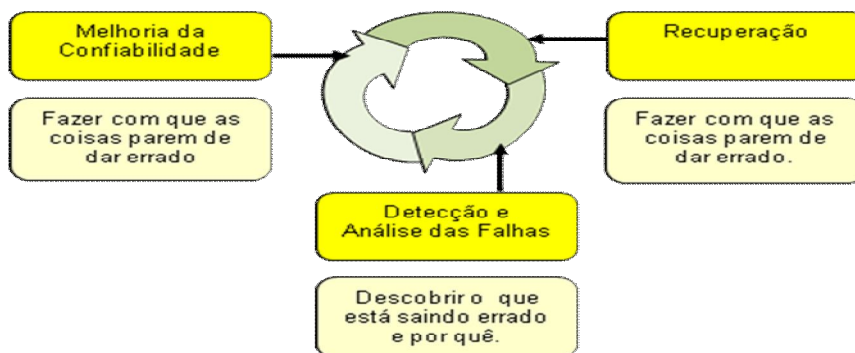 Melhoria da
Confiabilidade
Fazer com que as
coisas parem de
dar errado
Recuperação
Fazer com que as
coisas parem de
dar errado.
Detecção e
Análise das Falhas
Descobrir o que
está saindo errado
e por quê.